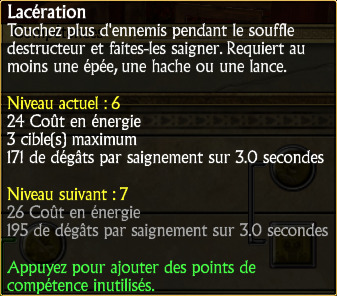 Lacération
Touchez plus d'ennemis pendant le souffle
destructeur et faites-les saigner. Requiert au
moins une épée, une hache ou une lance.
Niveau actuel : 6
24 Coût en énergie
3 cible(s) maximum
171 de dégâts par saignement sur 3.0 secondes
Niveau suivant : 7
26 Coût en énergie
195 de dégâts par saignement sur 3.0 secondes
Appuyez pour ajouter des points de
compétence inutilisés.